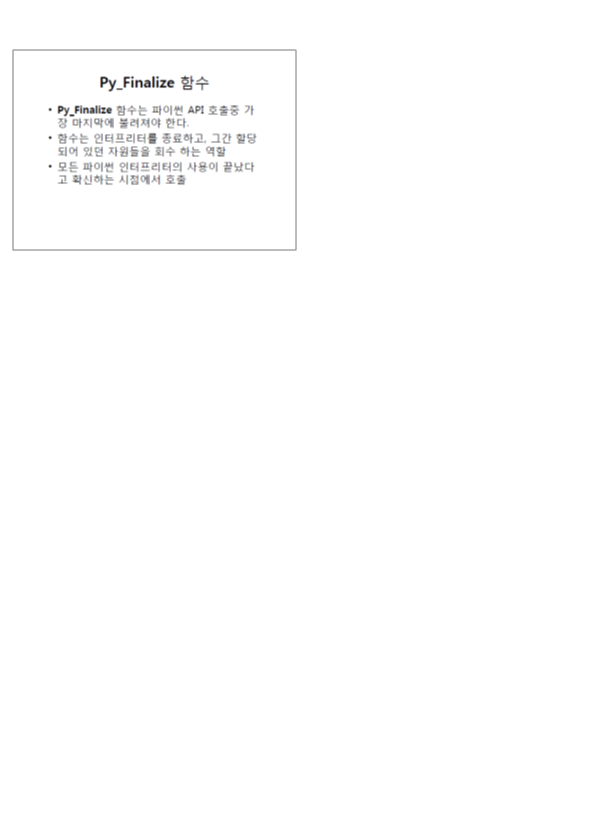 Py_Finalize 함수
• Py_Finalize 함수는 파이썬 API 호출중 가
장 마지막에 불려져야 한다.
• 함수는 인터프리터를 종료하고, 그간 할당
되어 있던 자원들을 회수 하는 역할
• 모든 파이썬 인터프리터의 사용이 끝났다
고 확신하는 시점에서 호출